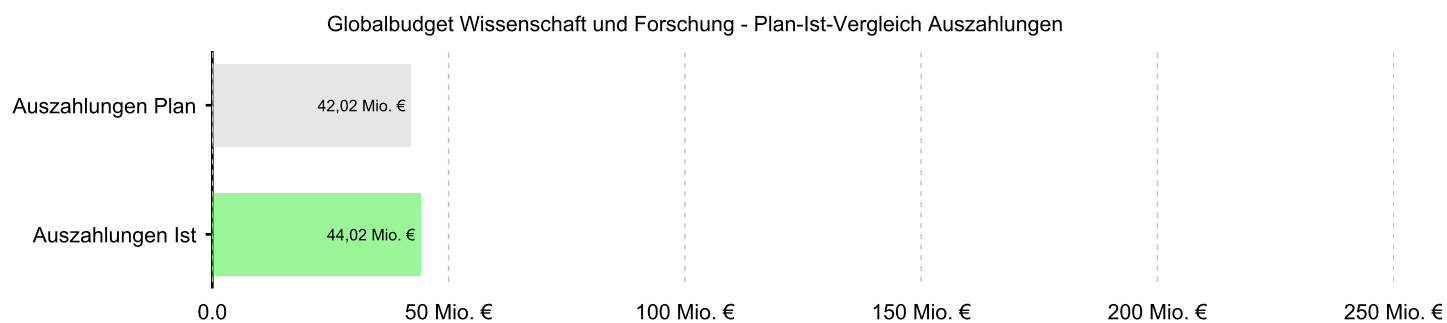 Globalbudget Wissenschaft und Forschung - Plan-Ist-Vergleich Auszahlungen
Auszahlungen Plan
42,02 Mio. €
Auszahlungen Ist
44,02 Mio. €
0.0
50 Mio. €
100 Mio. €
150 Mio. €
200 Mio. €
250 Mio. €